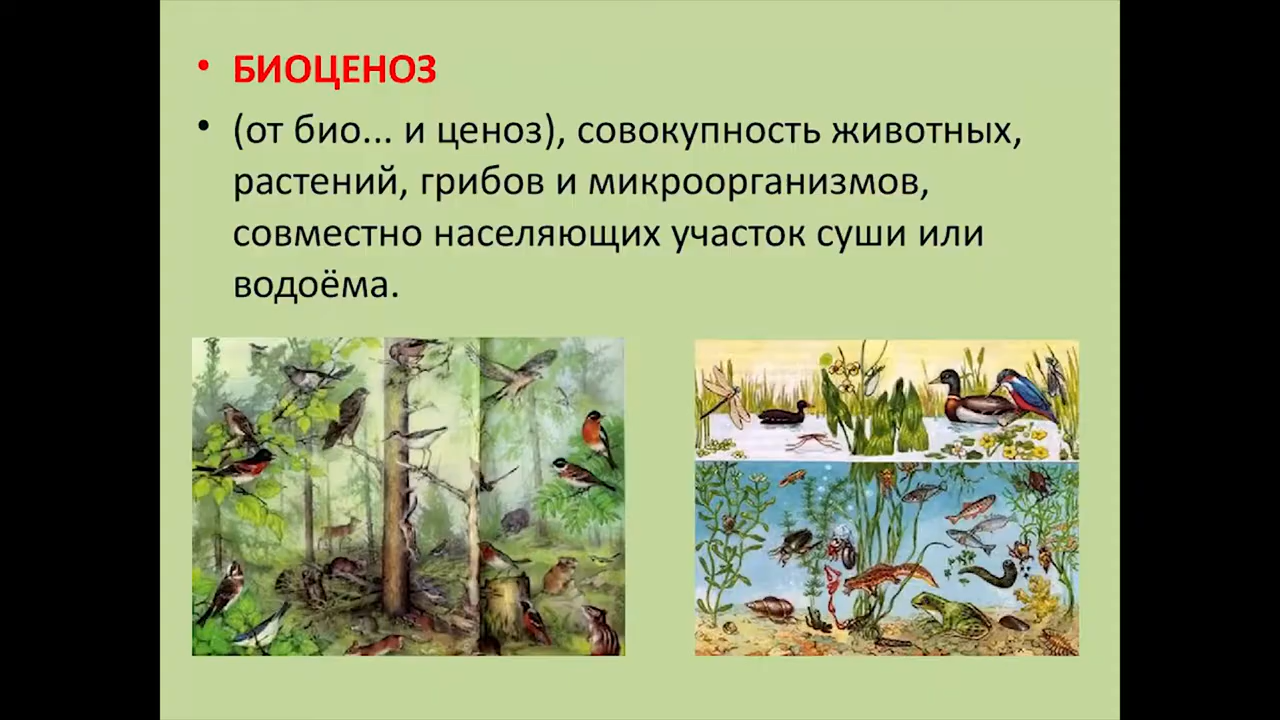 • БИОЦЕНОЗ
• (от био... и ценоз), совокупность животных,
растений, грибов и микроорганизмов,
совместно населяющих участок суши или
водоёма.